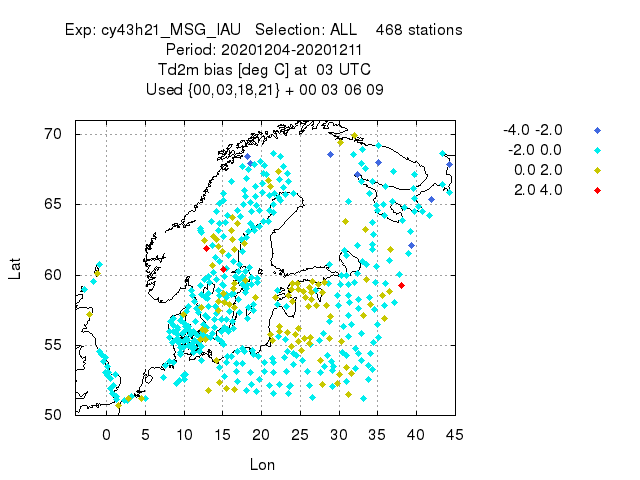 Exp: cy43h21_MSG_IAU   Selection: ALL    468 stations
Period: 20201204-20201211
Td2m bias [deg C] at  03 UTC
Used {00,03,18,21} + 00 03 06 09
-4.0 -2.0
-2.0 0.0
0.0 2.0
2.0 4.0
70
65
60
55
50
Lat
0 5 10 15 20 25 30 35 40 45
Lon